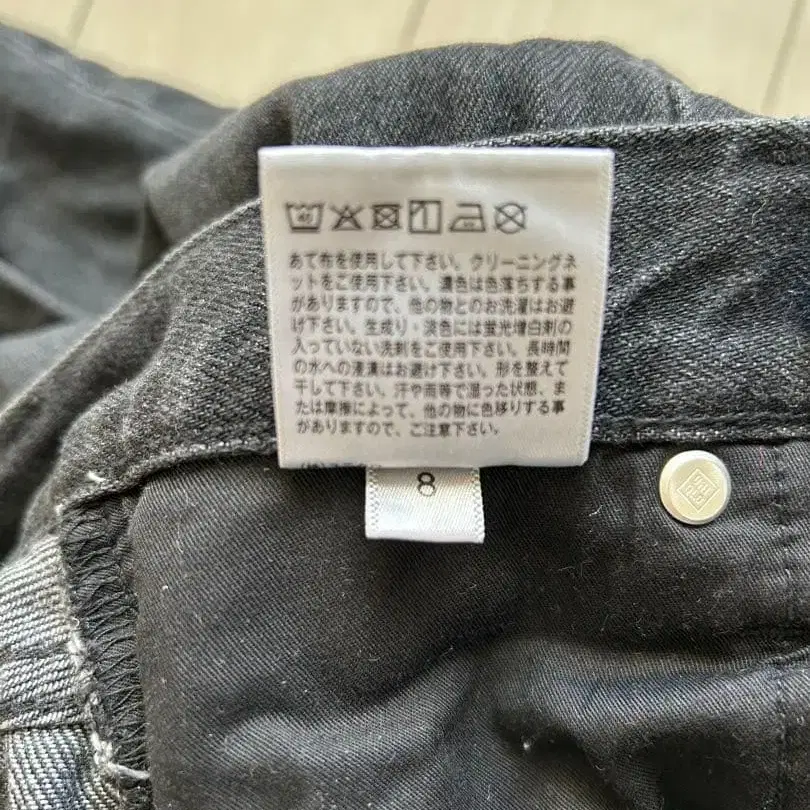 40
あて布を使用して下さい。クリーニングネ
ットをご使用下さい。濃色は色落ちする事
がありますので、他の物とのお洗濯はお避
け下さい。生成り・淡色には蛍光増白剤の
入っていない洗剤をご使用下さい。長時間
の水への浸漬はお避け下さい。形を整えて
干して下さい。汗や雨等で湿った状態、ま
たは摩擦によって、他の物に色移りする事
がありますので、ご注意下さい。
8